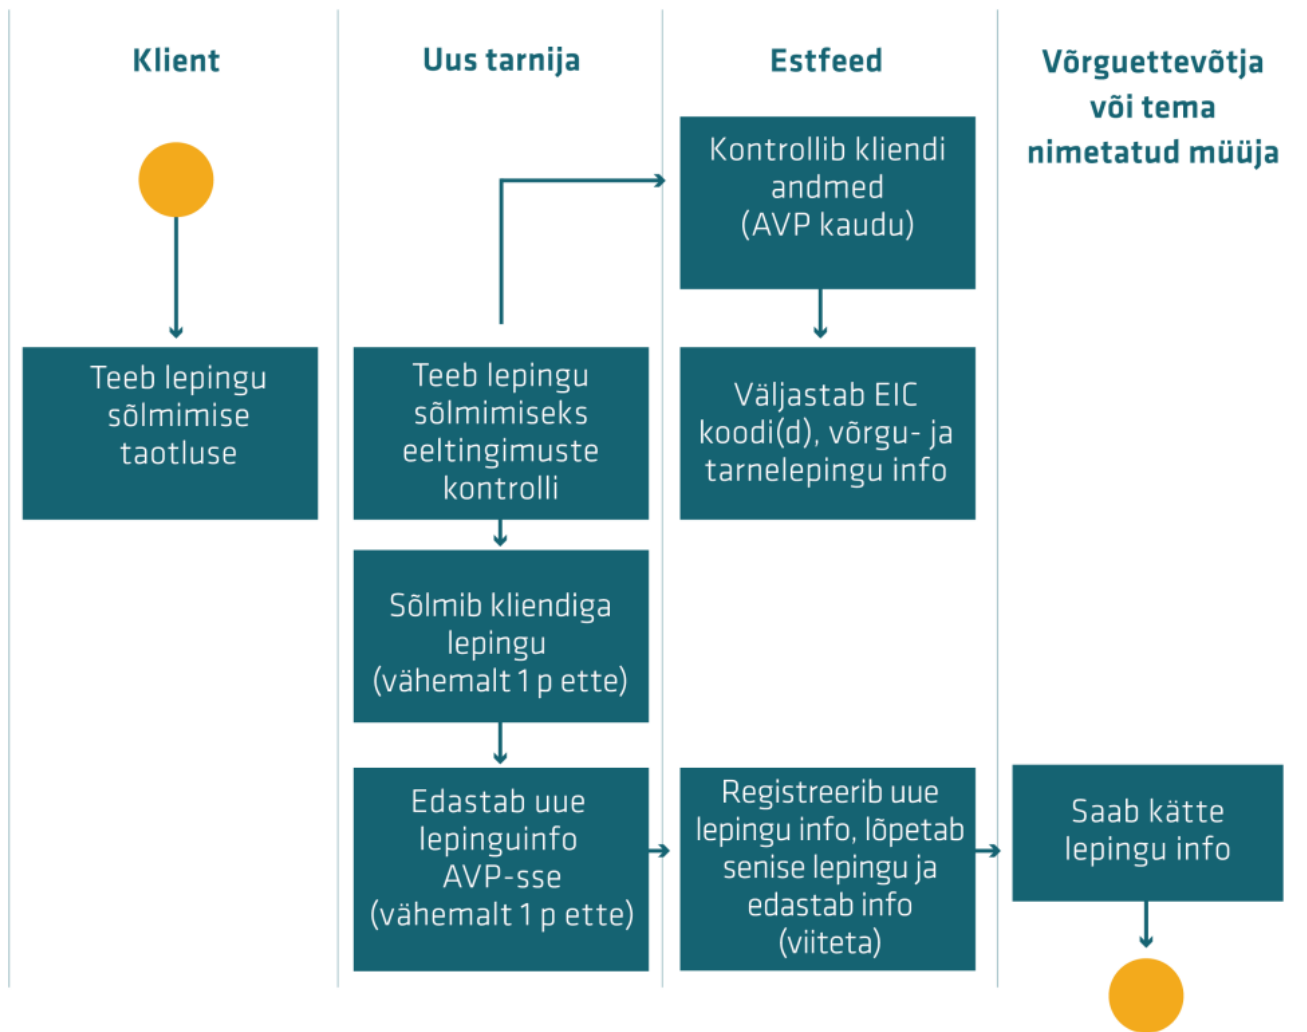 Klient
Uus tarnija
Estfeed
Võrguettevõtja
või tema
nimetatud müüja
Kontrollib kliendi
andmed
(AVP kaudu)
Teeb lepingu
sõlmimise
taotluse
Teeb lepingu
sõlmimiseks
eeltingimuste
kontrolli
Väljastab EIC
koodi(d), võrgu- ja
tarnelepingu info
Sõlmib kliendiga
lepingu
(vähemalt 1 p ette)
Edastab uue
lepinguinfo
AVP-sse
(vähemalt 1 p ette)
Registreerib uue
lepingu info, lõpetab
senise lepingu ja
edastab info
(viiteta)
Saab kätte
lepingu info